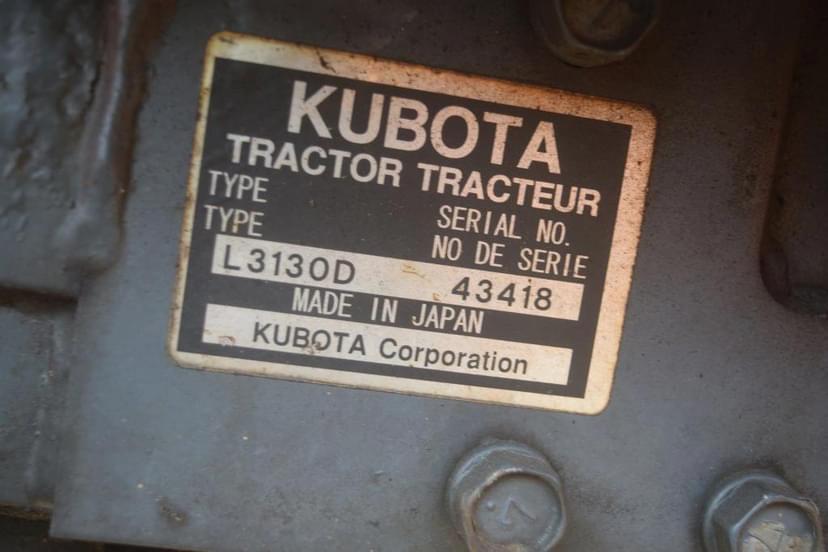 KUBOTA
TRACTOR TRACTEUR
TYPE
TYPE
SERIAL NO.
NO DE SERIE
L3130D 43418
MADE IN JAPAN
KUBOTA Corporation